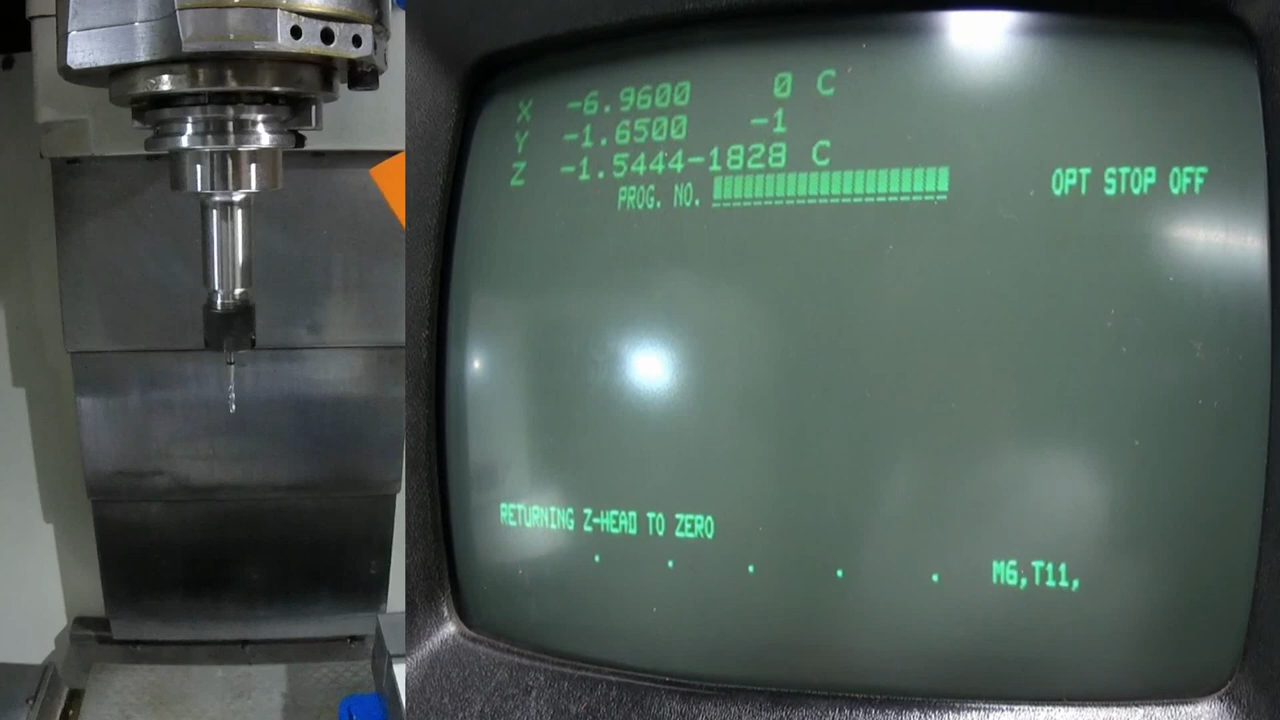 X -6.9600 0 C
Y -1.6500 -1
Z -1.5444-1828 C
PROG. NO.
OPT STOP OFF
RETURNING Z-HEAD TO ZERO
. . . . . M6,T11,